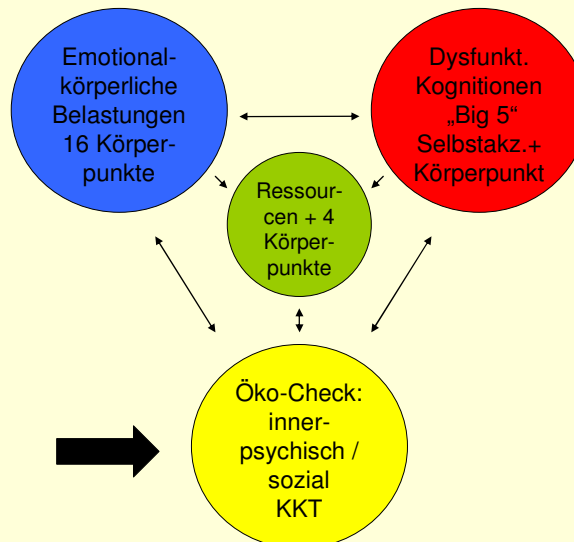 Emotional-
körperliche
Belastungen
16 Körper-
punkte
Dysfunkt.
Kognitionen
„Big 5“
Selbstakz.+
Körperpunkt
Ressour-
cen + 4
Körper-
punkte
Öko-Check:
inner-
psychisch /
sozial
KKT